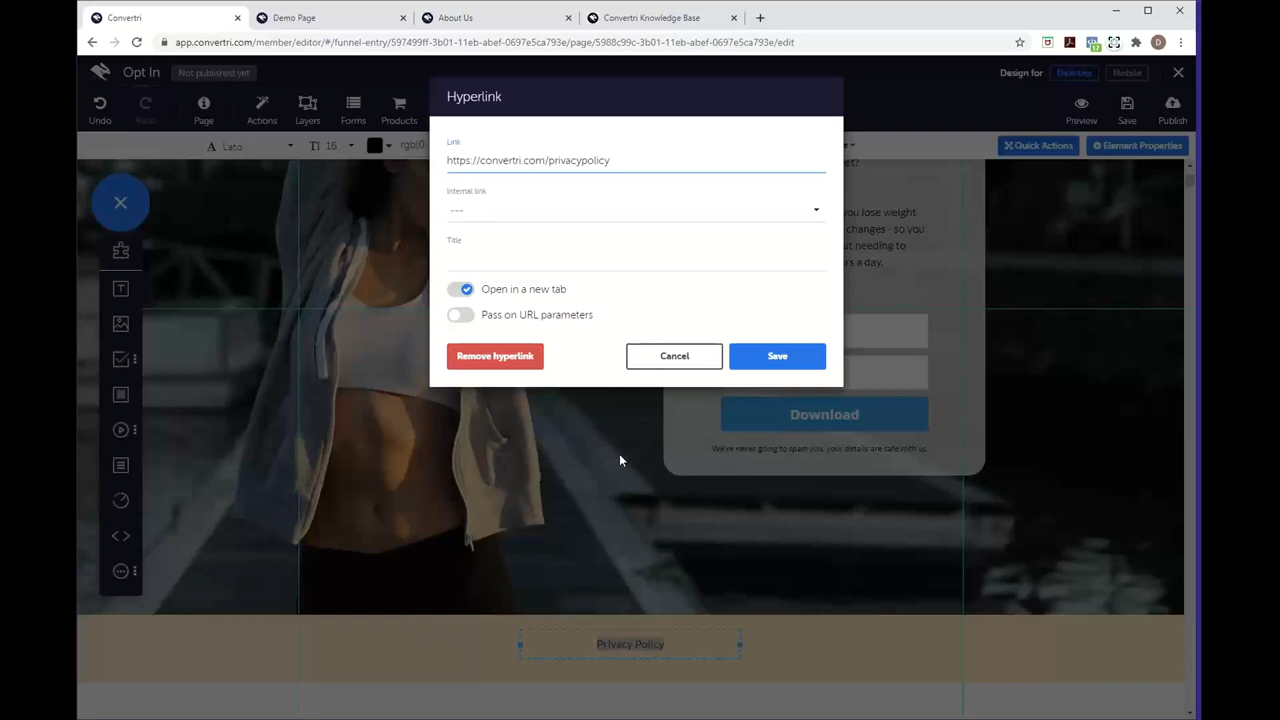 Convertri
Demo Page
About Us
Convertri Knowledge Base
app.convertri.com/member/editor/#/funnel-entry/597499ff-3b01-11eb-abef-0697e5ca793e/page/5988c99c-3b01-11eb-abef-0697e5ca793e/edit
17
D
Opt In
Not published yet
Design for
Desktop
Mobile
Undo
Redo
Page
Actions
Layers
Forms
Products
Preview
Save
Publish
Lato
16
rgb(0,
Quick Actions
Element Properties
Hyperlink
Link
https://convertri.com/privacypolicy
Internal link
---
Title
Open in a new tab
Pass on URL parameters
Remove hyperlink
Cancel
Save
you lose weight
changes - so you
needing to
a day.
Download
We're never going to spam you, your details are safe with us.
Privacy Policy